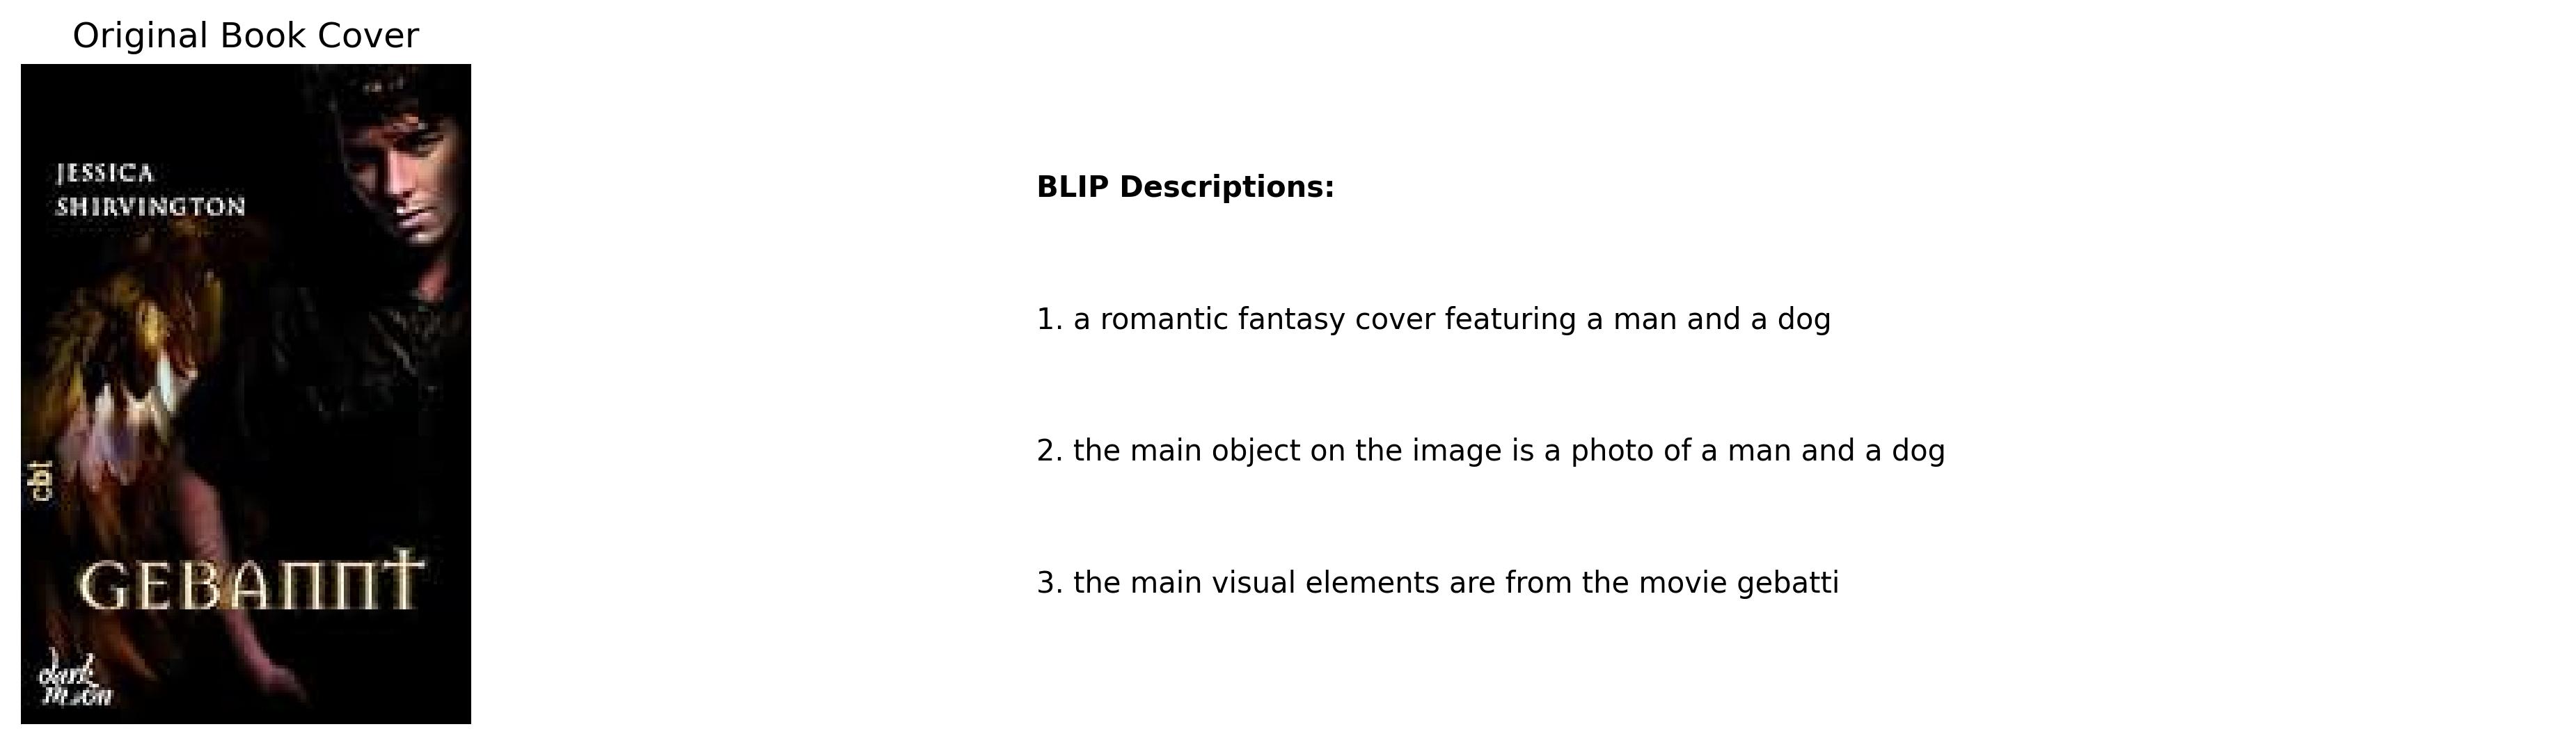 Original Book Cover
JESSICA
SHIRVINGTON
cbt
GEBANNT
dark
moon
BLIP Descriptions:
1. a romantic fantasy cover featuring a man and a dog
2. the main object on the image is a photo of a man and a dog
3. the main visual elements are from the movie gebatti